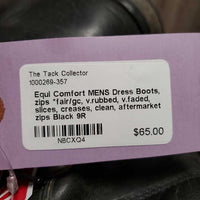 The Tack Collector
1000269-357
Equi Comfort MENS Dress Boots,
zips *fair/gc, v.rubbed, v.faded,
slices, creases, clean, aftermarket
zips Black 9R
$65.00
N8CXQ4